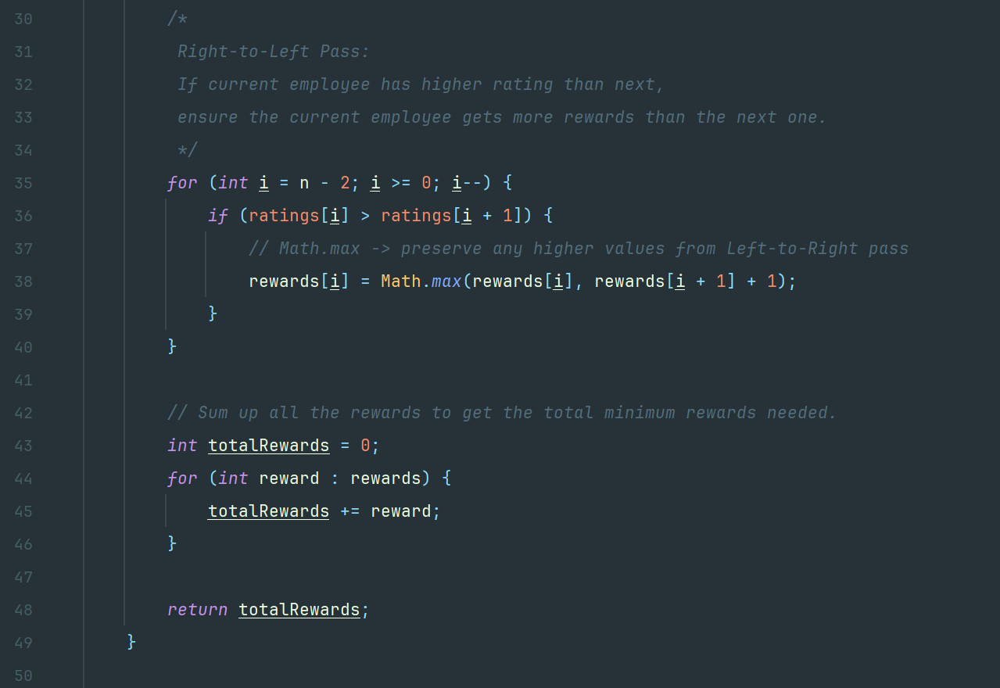 30 /*
31 Right-to-Left Pass:
32 If current employee has higher rating than next,
33 ensure the current employee gets more rewards than the next one.
34 */
35 for (int i = n - 2; i >= 0; i--) {
36 if (ratings[i] > ratings[i + 1]) {
37 // Math.max -> preserve any higher values from Left-to-Right pass
38 rewards[i] = Math.max(rewards[i], rewards[i + 1] + 1);
39 }
40 }
41
42 // Sum up all the rewards to get the total minimum rewards needed.
43 int totalRewards = 0;
44 for (int reward : rewards) {
45 totalRewards += reward;
46 }
47
48 return totalRewards;
49 }
50